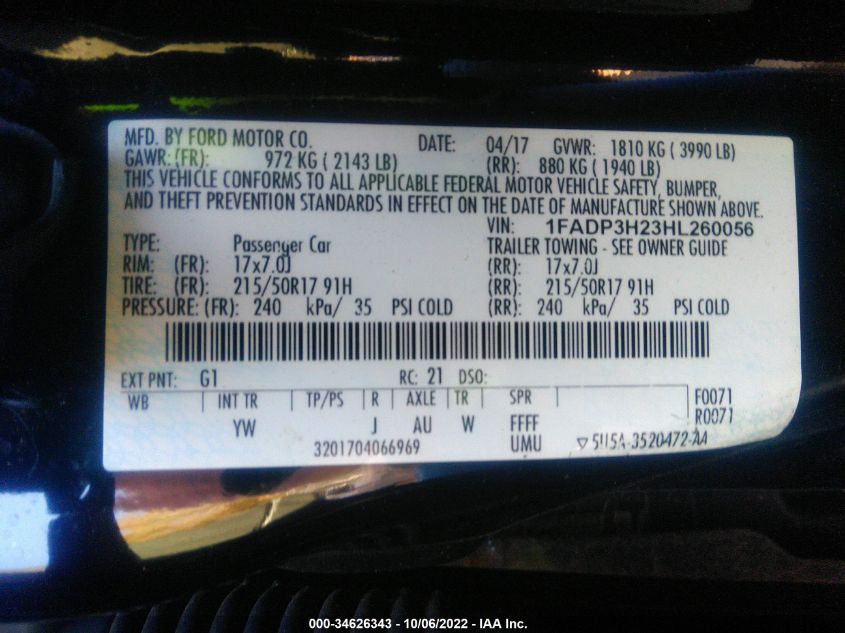 MFD. BY FORD MOTOR CO. DATE: 04/17 GVWR: 1810 KG ( 3990 LB)
GAWR: (FR): 972 KG ( 2143 LB) (RR): 880 KG ( 1940 LB)
THIS VEHICLE CONFORMS TO ALL APPLICABLE FEDERAL MOTOR VEHICLE SAFETY, BUMPER,
AND THEFT PREVENTION STANDARDS IN EFFECT ON THE DATE OF MANUFACTURE SHOWN ABOVE.
VIN: 1FADP3H23HL260056
TYPE: Passenger Car TRAILER TOWING - SEE OWNER GUIDE
RIM: (FR): 17x7.0J (RR): 17x7.0J
TIRE: (FR): 215/50R17 91H (RR): 215/50R17 91H
PRESSURE: (FR): 240 kPa/ 35 PSI COLD (RR): 240 kPa/ 35 PSI COLD
EXT PNT: G1 RC: 21 DSO:
WB INT TR TP/PS R AXLE TR SPR F0071
R0071
YW J AU W FFFF
3201704066969 UMU 5U5A-3520472-AA
000-34626343 - 10/06/2022 - IAA Inc.